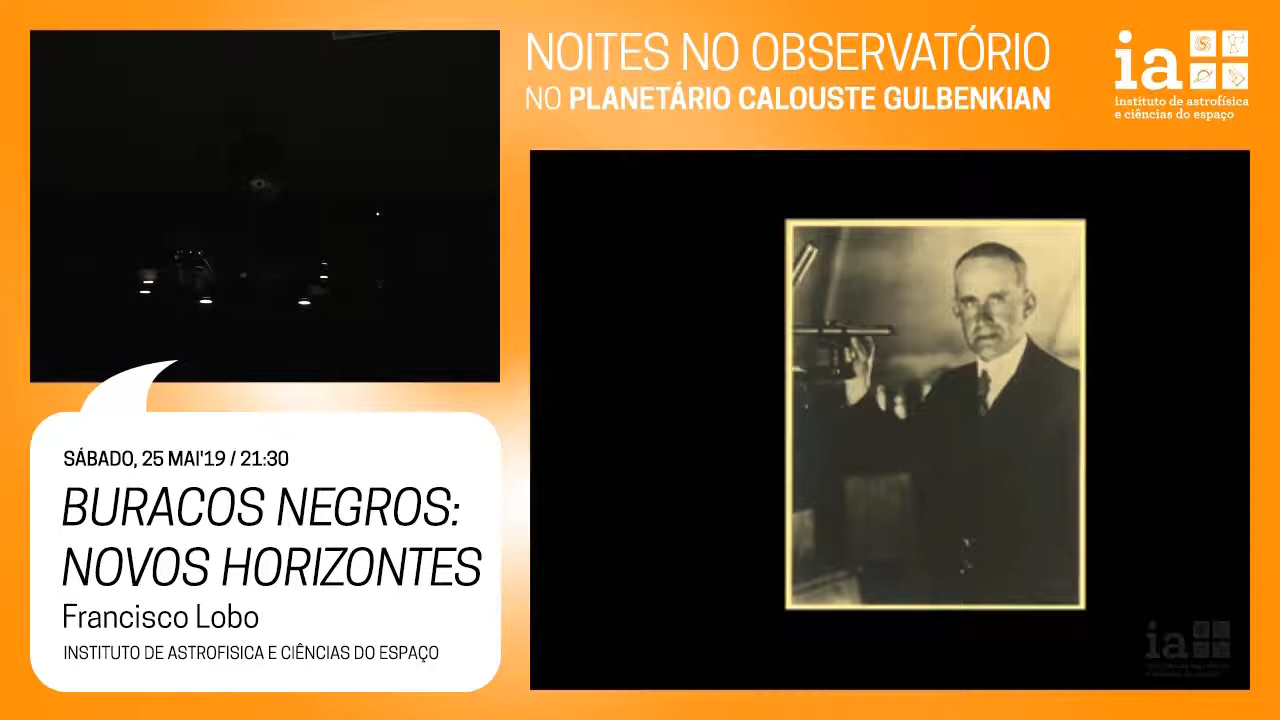 NOITES NO OBSERVATÓRIO
NO PLANETÁRIO CALOUSTE GULBENKIAN
ia
instituto de astrofísica
e ciências do espaço
SÁBADO, 25 MAI'19 / 21:30
BURACOS NEGROS:
NOVOS HORIZONTES
Francisco Lobo
INSTITUTO DE ASTROFISICA E CIÊNCIAS DO ESPAÇO
ia